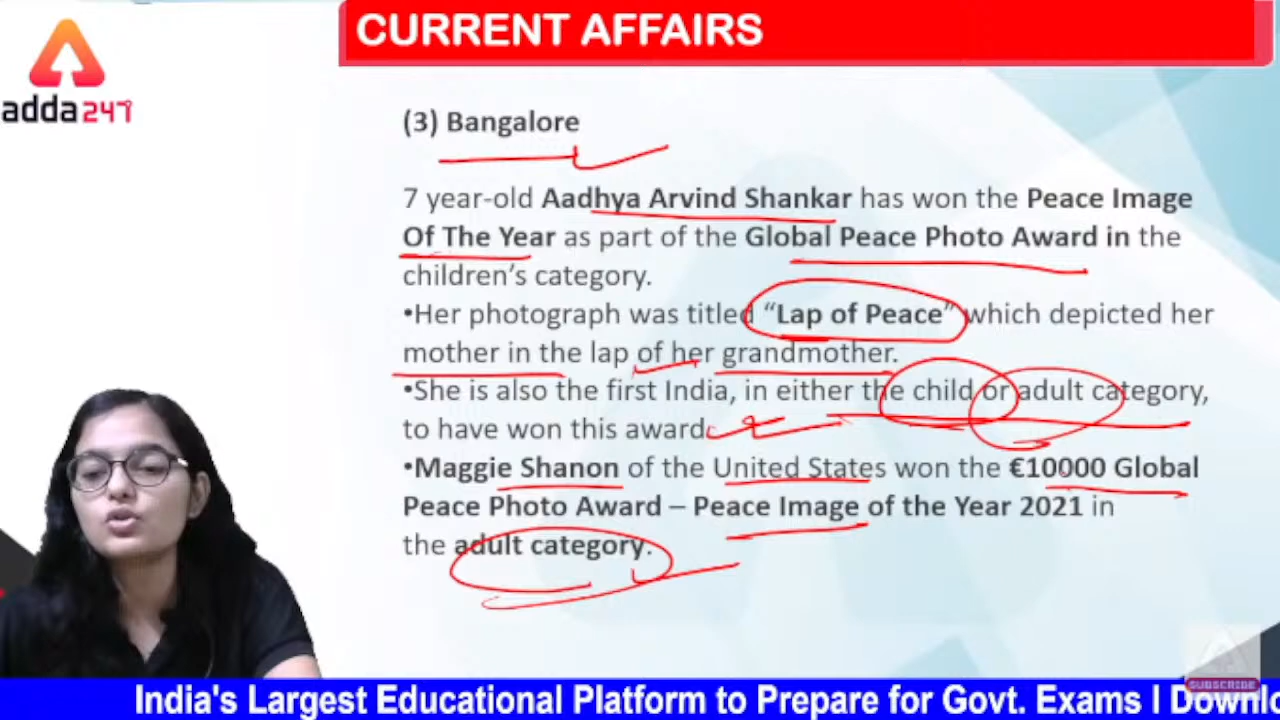 CURRENT AFFAIRS
adda247
(3) Bangalore
7 year-old Aadhya Arvind Shankar has won the Peace Image
Of The Year as part of the Global Peace Photo Award in the
children's category.
•Her photograph was titled “Lap of Peace” which depicted her
mother in the lap of her grandmother.
•She is also the first India, in either the child or adult category,
to have won this award.
•Maggie Shanon of the United States won the €10000 Global
Peace Photo Award – Peace Image of the Year 2021 in
the adult category.
SUBSCRIBE
India's Largest Educational Platform to Prepare for Govt. Exams I Downlo